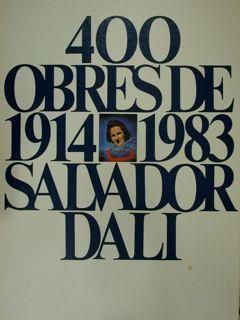 400
OBRES DE
1914 1983
SALVADOR
DALI